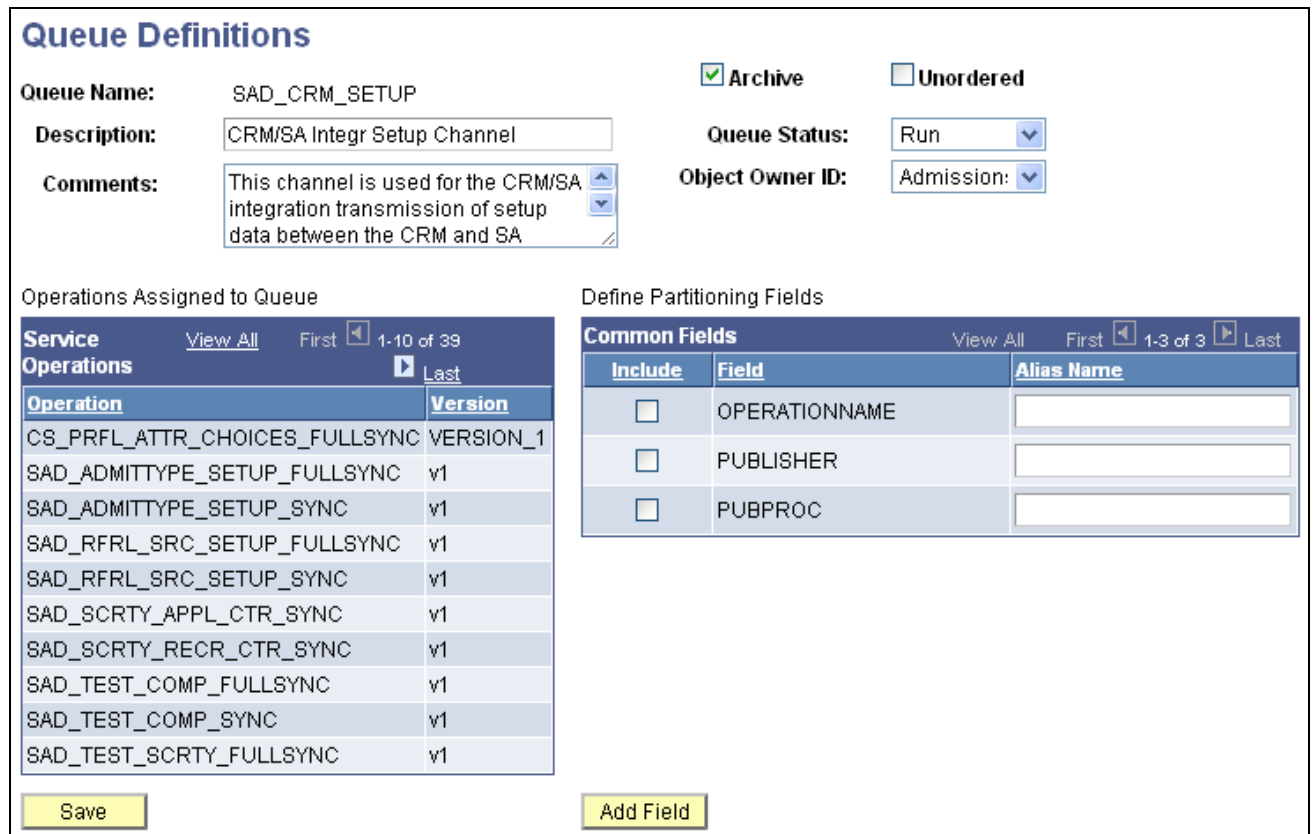 Queue Definitions
Archive Unordered
Queue Name: SAD_CRM_SETUP
Description: CRM/SA Integr Setup Channel Queue Status: Run
Comments: This channel is used for the CRM/SA Object Owner ID: Admission:
integration transmission of setup
data between the CRM and SA
Operations Assigned to Queue
Service View All First 1-10 of 39
Operations Last
Operation Version
CS_PRFL_ATTR_CHOICES_FULLSYNC VERSION_1
SAD_ADMITTYPE_SETUP_FULLSYNC v1
SAD_ADMITTYPE_SETUP_SYNC v1
SAD_RFRL_SRC_SETUP_FULLSYNC v1
SAD_RFRL_SRC_SETUP_SYNC v1
SAD_SCRTY_APPL_CTR_SYNC v1
SAD_SCRTY_RECR_CTR_SYNC v1
SAD_TEST_COMP_FULLSYNC v1
SAD_TEST_COMP_SYNC v1
SAD_TEST_SCRTY_FULLSYNC v1
Save
Define Partitioning Fields
Common Fields View All First 1-3 of 3 Last
Include Field Alias Name
OPERATIONNAME
PUBLISHER
PUBPROC
Add Field